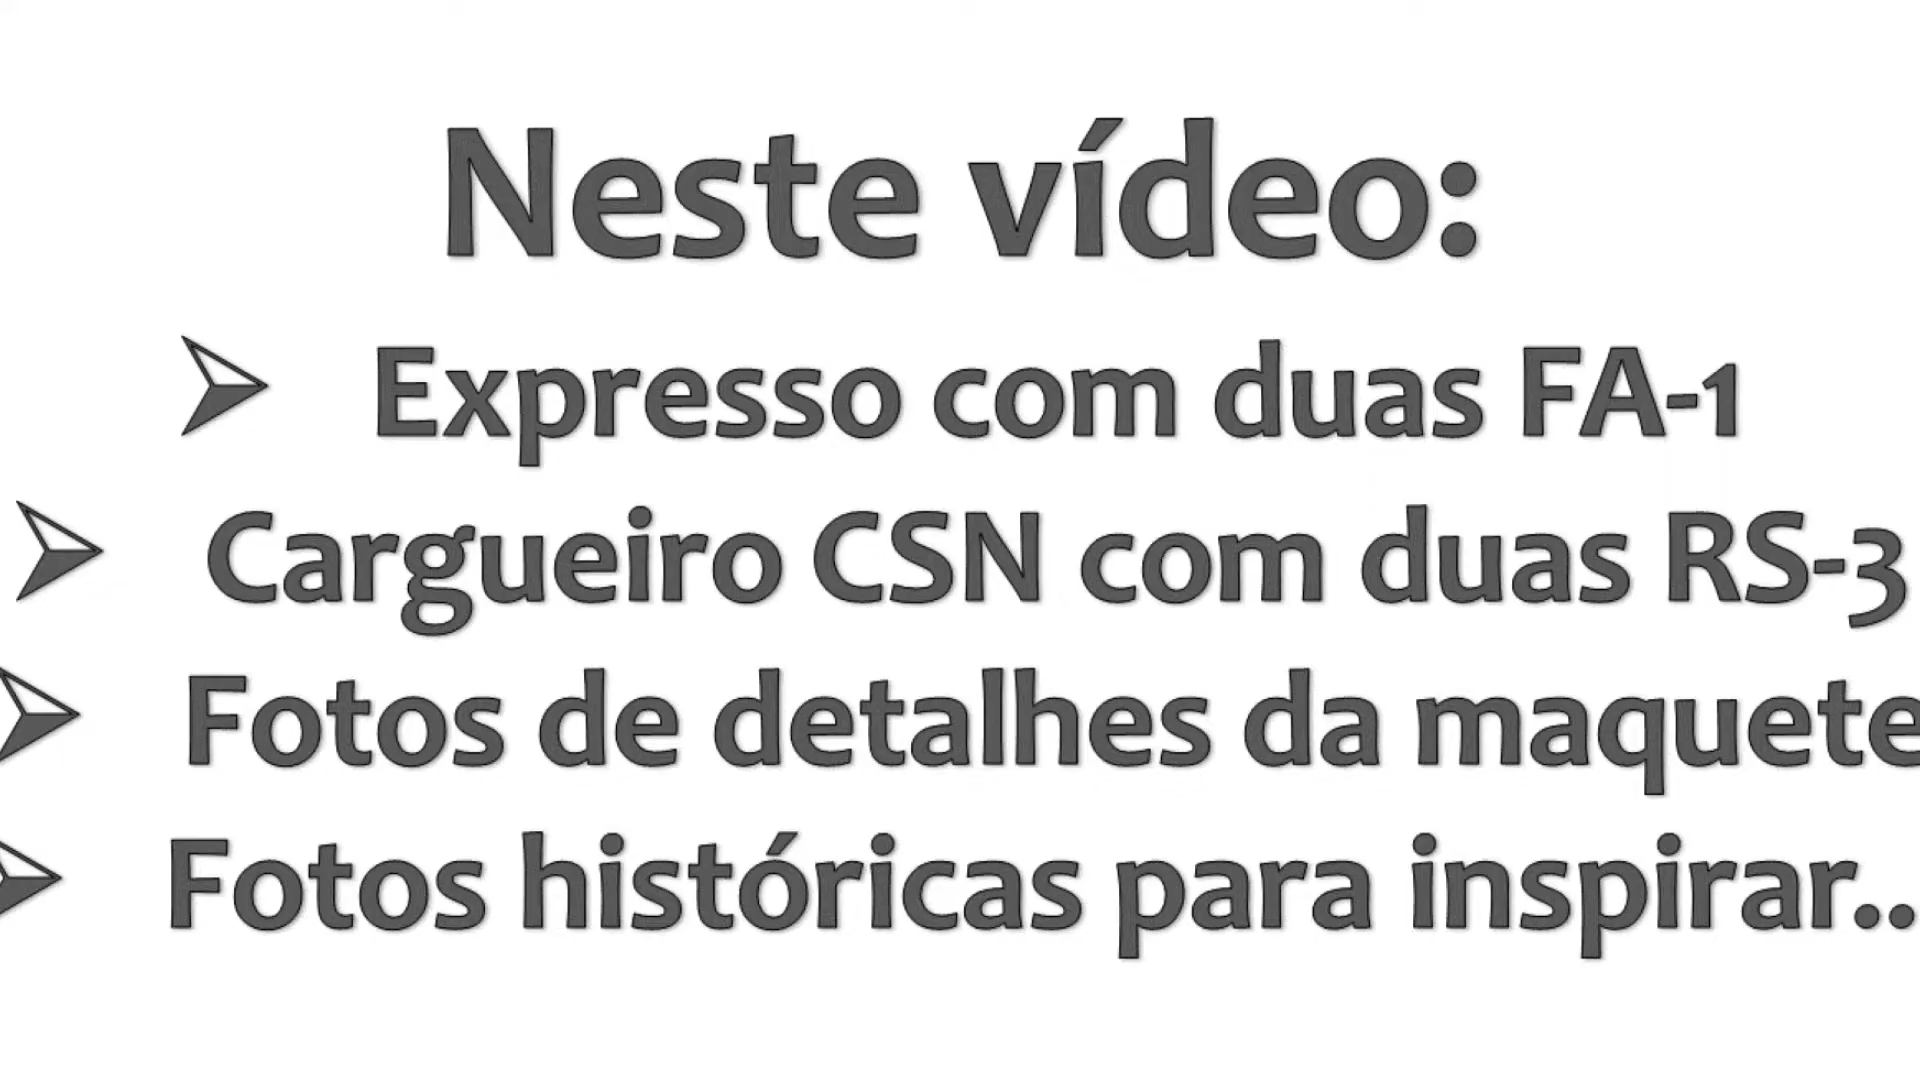 Neste vídeo:
➢ Expresso com duas FA-1
➢ Cargueiro CSN com duas RS-3
➢ Fotos de detalhes da maquete
➢ Fotos históricas para inspirar..